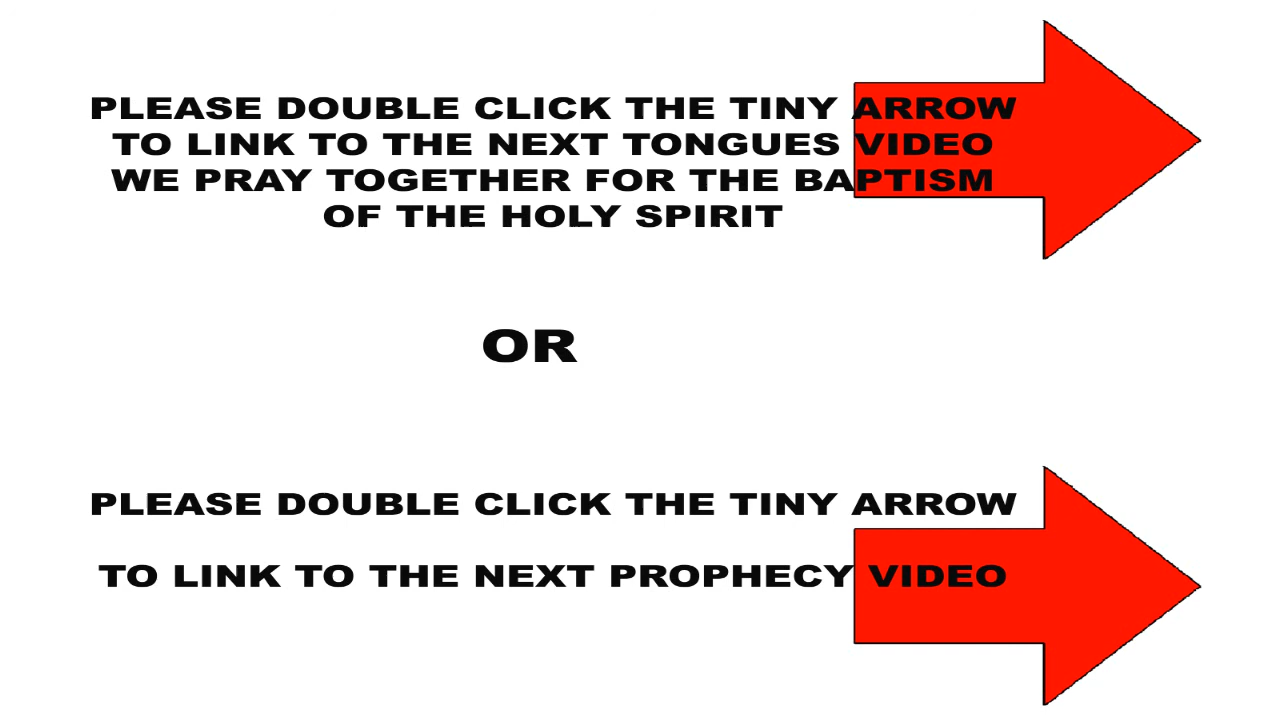 PLEASE DOUBLE CLICK THE TINY ARROW
TO LINK TO THE NEXT TONGUES VIDEO
WE PRAY TOGETHER FOR THE BAPTISM
OF THE HOLY SPIRIT
OR
PLEASE DOUBLE CLICK THE TINY ARROW
TO LINK TO THE NEXT PROPHECY VIDEO